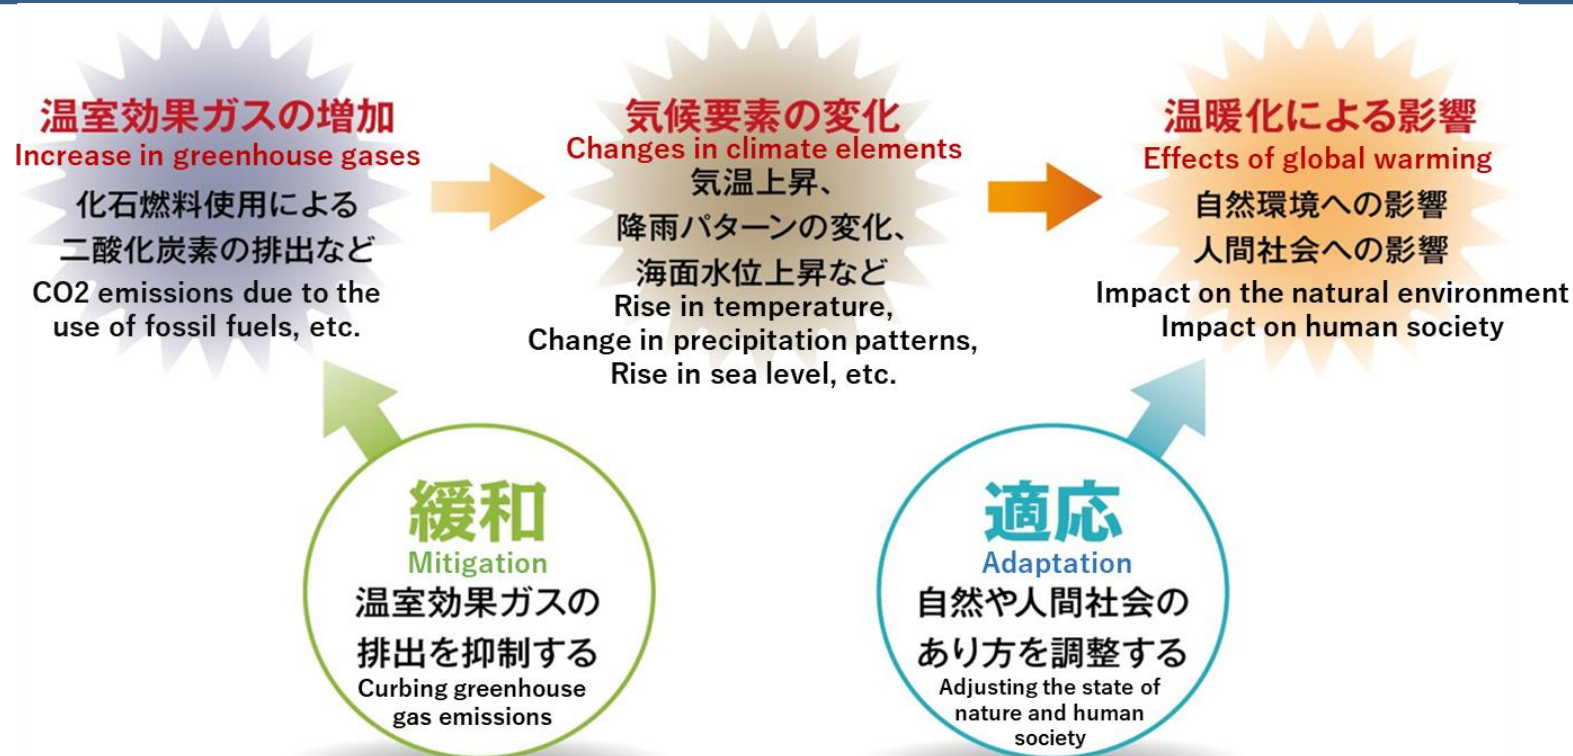 温室効果ガスの増加
Increase in greenhouse gases
化石燃料使用による
二酸化炭素の排出など
CO2 emissions due to the
use of fossil fuels, etc.
気候要素の変化
Changes in climate elements
気温上昇、
降雨パターンの変化、
海面水位上昇など
Rise in temperature,
Change in precipitation patterns,
Rise in sea level, etc.
温暖化による影響
Effects of global warming
自然環境への影響
人間社会への影響
Impact on the natural environment
Impact on human society
緩和
Mitigation
温室効果ガスの
排出を抑制する
Curbing greenhouse
gas emissions
適応
Adaptation
自然や人間社会の
あり方を調整する
Adjusting the state of
nature and human
society